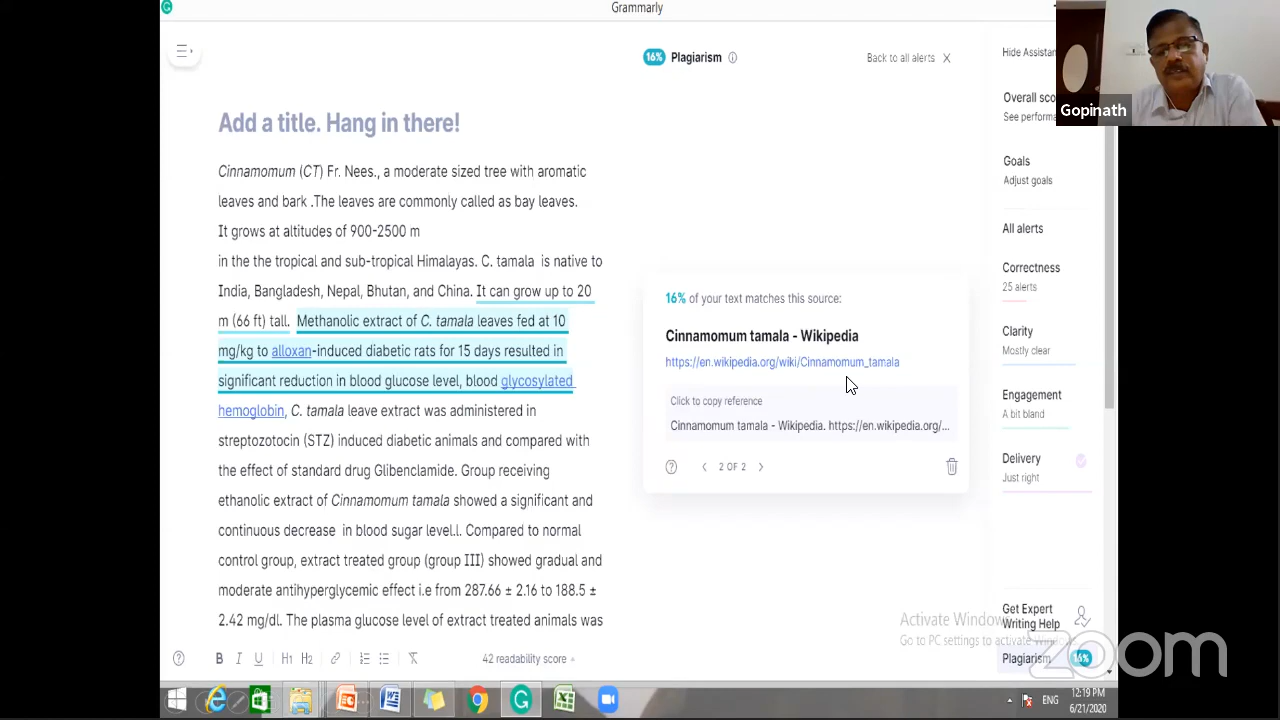 Grammarly
16% Plagiarism
Back to all alerts X
Hide Assista
Gopinath
Overall sco
See performa
Add a title. Hang in there!
Goals
Adjust goals
Cinnamomum (CT) Fr. Nees., a moderate sized tree with aromatic
leaves and bark .The leaves are commonly called as bay leaves.
It grows at altitudes of 900-2500 m
in the the tropical and sub-tropical Himalayas. C. tamala is native to
India, Bangladesh, Nepal, Bhutan, and China. It can grow up to 20
m (66 ft) tall. Methanolic extract of C. tamala leaves fed at 10
mg/kg to alloxan-induced diabetic rats for 15 days resulted in
significant reduction in blood glucose level, blood glycosylated
hemoglobin, C. tamala leave extract was administered in
streptozotocin (STZ) induced diabetic animals and compared with
the effect of standard drug Glibenclamide. Group receiving
ethanolic extract of Cinnamomum tamala showed a significant and
continuous decrease in blood sugar level.l. Compared to normal
control group, extract treated group (group III) showed gradual and
moderate antihyperglycemic effect i.e from 287.66 ± 2.16 to 188.5 ±
2.42 mg/dl. The plasma glucose level of extract treated animals was
16% of your text matches this source:
Cinnamomum tamala - Wikipedia
https://en.wikipedia.org/wiki/Cinnamomum_tamala
Click to copy reference
Cinnamomum tamala - Wikipedia. https://en.wikipedia.org/...
2 OF 2
All alerts
Correctness
25 alerts
Clarity
Mostly clear
Engagement
A bit bland
Delivery
Just right
Get Expert
Writing Help
Plagiarism 16%
Activate Windows
Go to PC settings to activate Windows.
zoom
B I U H1 H2
42 readability score
ENG
12:19 PM
6/21/2020